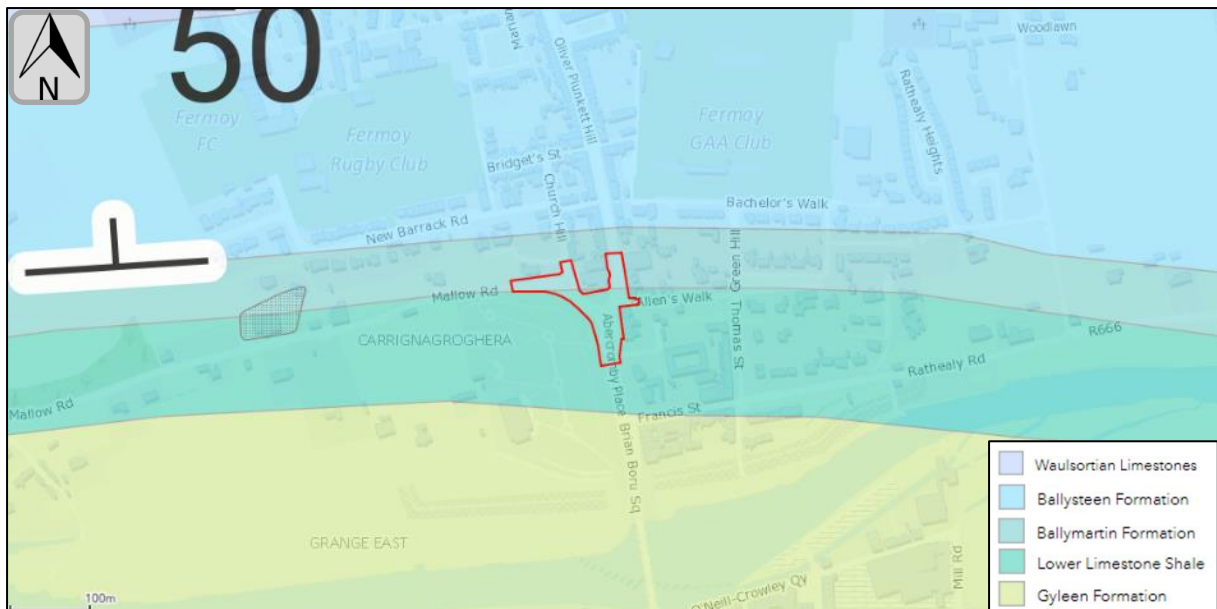 N
50
Manan
Oliver Plunkett Hill
Woodlawn
Fermoy
FC
Fermoy
Rugby Club
Fermoy
GAA Club
Rathealy Heights
Bridget's St
Church Hill
Bachelor's Walk
New Barrack Rd
Green Hill
Mallow Rd
Allen's Walk
CARRIGNAGROGHERA
Abercromby Place
Thomas St
R666
Rathealy Rd
Mallow Rd
Francis St
Brian Boru Sq
GRANGE EAST
Mill Rd
O'Neill-Crowley Qy
100m
Waulsortian Limestones
Ballysteen Formation
Ballymartin Formation
Lower Limestone Shale
Gyleen Formation